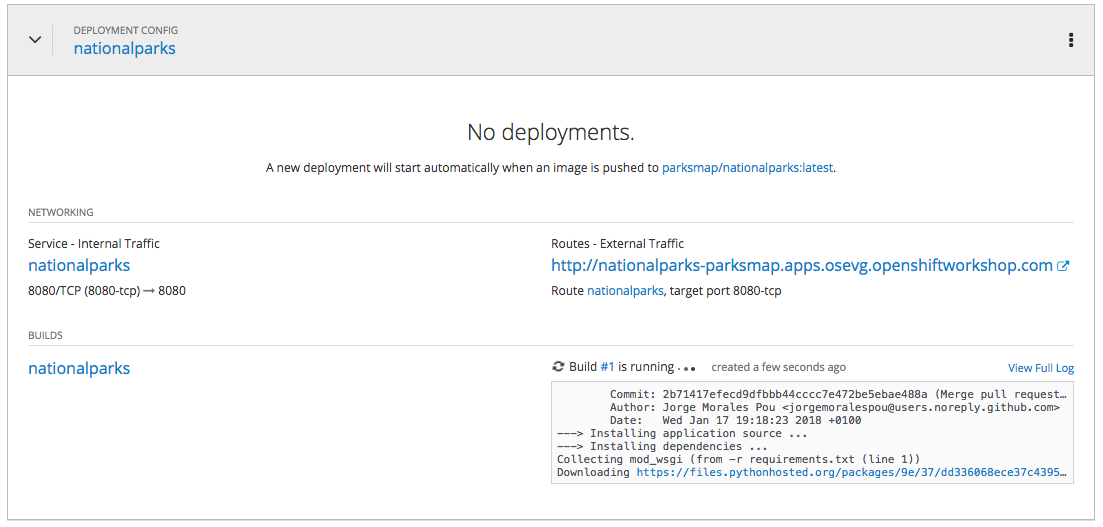 DEPLOYMENT CONFIG
nationalparks
No deployments.
A new deployment will start automatically when an image is pushed to parksmap/nationalparks:latest.
NETWORKING
Service - Internal Traffic
nationalparks
8080/TCP (8080-tcp) → 8080
Routes - External Traffic
http://nationalparks-parksmap.apps.osevg.openshiftworkshop.com
Route nationalparks, target port 8080-tcp
BUILDS
nationalparks
Build #1 is running ... created a few seconds ago View Full Log
Commit: 2b71417efecd9dfbbb44cccc7e472be5ebae488a (Merge pull request…
Author: Jorge Morales Pou <jorgemoralespou@users.noreply.github.com>
Date: Wed Jan 17 19:18:23 2018 +0100
---> Installing application source ...
---> Installing dependencies ...
Collecting mod_wsgi (from -r requirements.txt (line 1))
Downloading https://files.pythonhosted.org/packages/9e/37/dd336068ece37c4395…